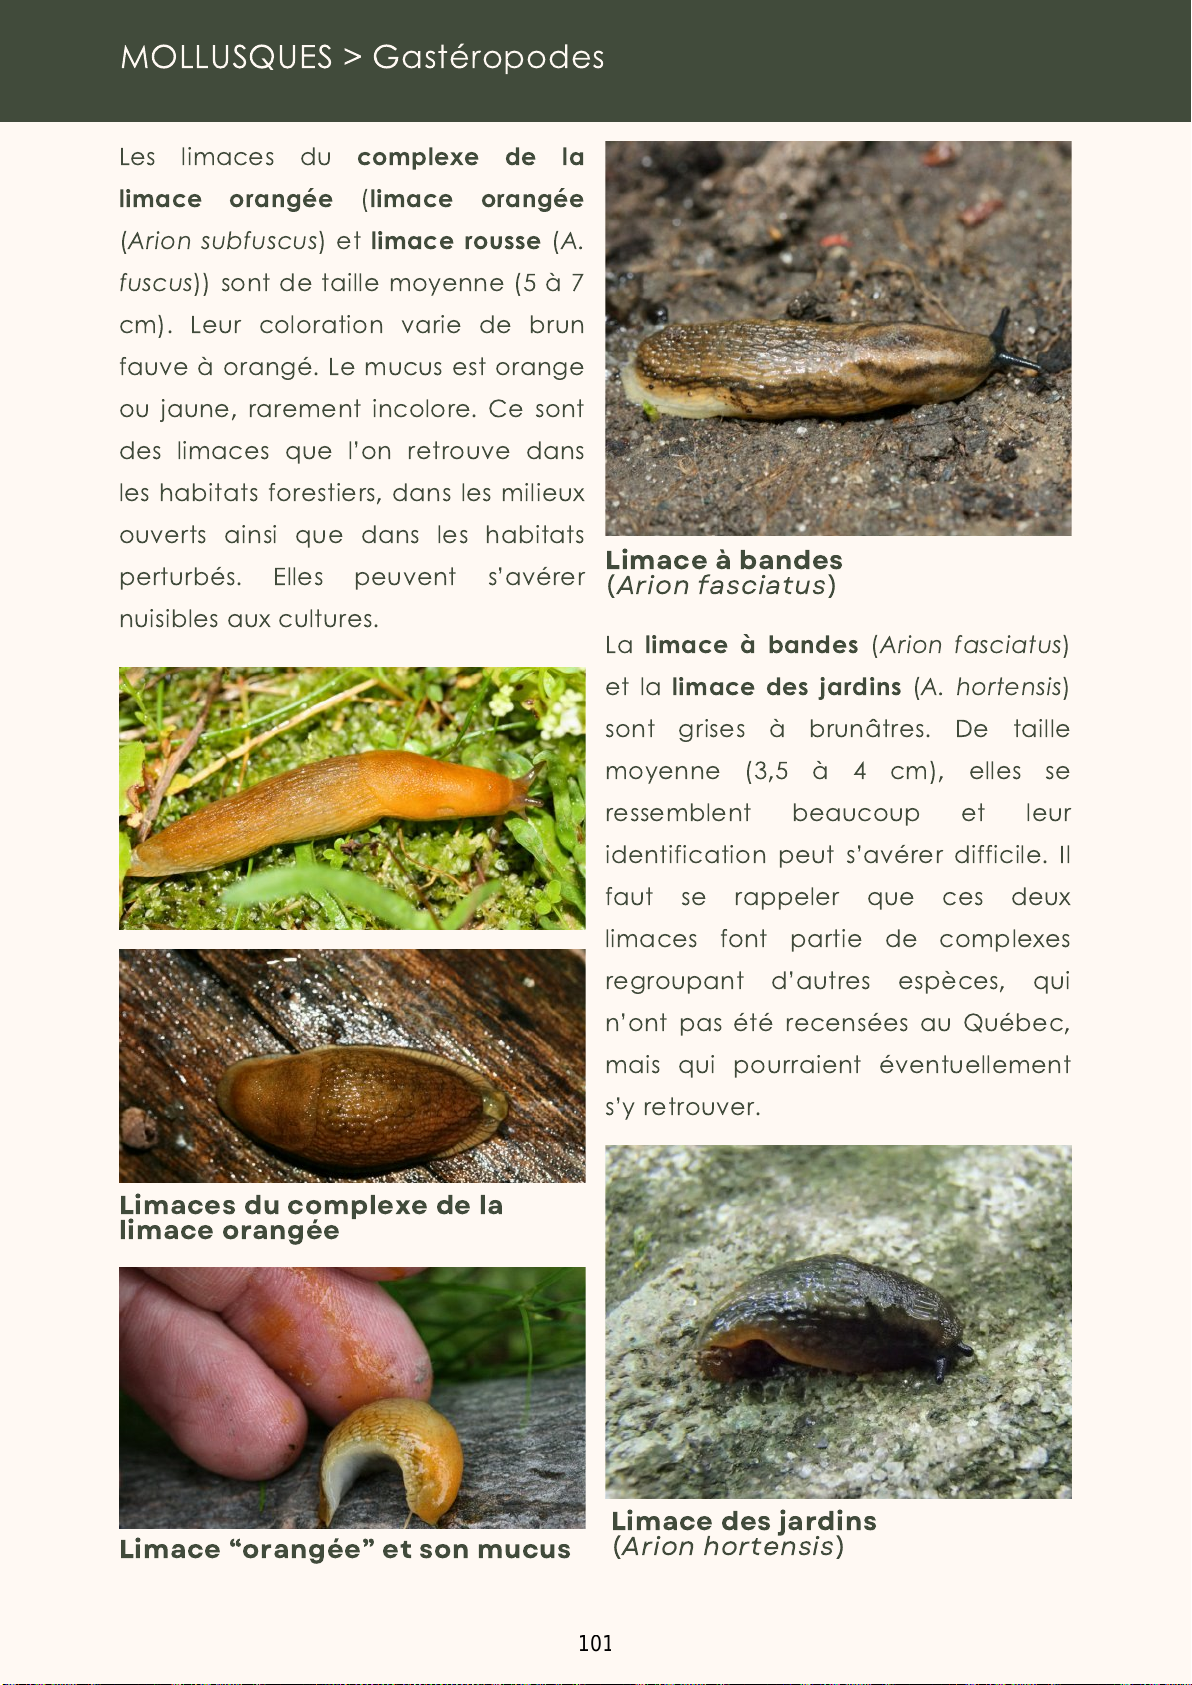 MOLLUSQUES > Gastéropodes
Les limaces du complexe de la
limace orangée (limace orangée
(Arion subfuscus) et limace rousse (A.
fuscus)) sont de taille moyenne (5 à 7
cm). Leur coloration varie de brun
fauve à orangé. Le mucus est orange
ou jaune, rarement incolore. Ce sont
des limaces que l'on retrouve dans
les habitats forestiers, dans les milieux
ouverts ainsi que dans les habitats
perturbés. Elles peuvent s'avérer
nuisibles aux cultures.
Limaces du complexe de la
limace orangée
Limace “orangée” et son mucus
Limace à bandes
(Arion fasciatus)
La limace à bandes (Arion fasciatus)
et la limace des jardins (A. hortensis)
sont grises à brunâtres. De taille
moyenne (3,5 à 4 cm), elles se
ressemblent beaucoup et leur
identification peut s'avérer difficile. Il
faut se rappeler que ces deux
limaces font partie de complexes
regroupant d'autres espèces, qui
n'ont pas été recensées au Québec,
mais qui pourraient éventuellement
s'y retrouver.
Limace des jardins
(Arion hortensis)
101